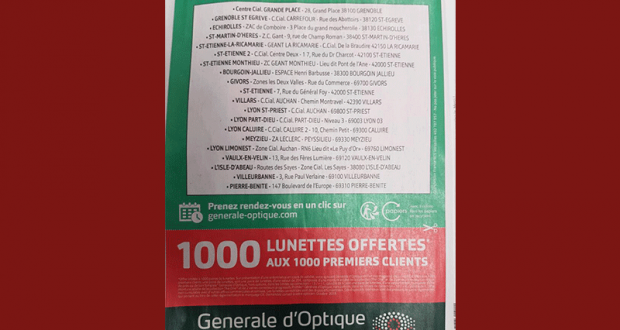 • Centre Cial. GRANDE PLACE - 28, Grand Place 38100 GRENOBLE
• GRENOBLE ST EGREVE - C.Cial. CARREFOUR - Rue des Abattoirs - 38120 ST-EGREVE
• ECHIROLLES - ZAC de Comboire - 3 Place du grand moucherolle - 38130 ECHIROLLES
• ST-MARTIN-D'HERES - Z.C. Géant - 9, rue de Champ Roman - 38400 ST-MARTIN-D'HERES
• ST-ETIENNE-LA-RICAMARIE - GEANT LA RICAMARIE - C.Cial. De la Béraudière 42150 LA RICAMARIE
• ST-ETIENNE 2 - C.Cial. Centre Deux - 1 7, Rue du Dr Charcot - 42100 ST-ETIENNE
• ST-ETIENNE MONTHIEU - ZC GEANT MONTHIEU - Lieu dit Pont de l'Ane - 42000 ST-ETIENNE
• BOURGOIN-JALLIEU - ESPACE Henri Barbusse - 38300 BOURGOIN JALLIEU
• GIVORS - Zones les Deux Vallées - Rue du Commerce - 69700 GIVORS
• ST-ETIENNE - 7, Rue du Général Foy - 42000 ST-ETIENNE
• VILLARS - C.Cial. AUCHAN - Chemin Montravel - 42390 VILLARS
• LYON ST-PRIEST - C.Cial. AUCHAN - 69800 ST-PRIEST
• LYON PART-DIEU - C.Cial. PART-DIEU - Niveau 3 - 69003 LYON 03
• LYON CALUIRE - C.Cial. CALUIRE 2 - 10, Chemin Petit - 69300 CALUIRE
• MEYZIEU - ZA LECLERC - PEYSSILIEU - 69330 MEYZIEU
• LYON LIMONEST - Zone Cial. Auchan - RN6 Lieu dit «Le Puy d'Or» - 69760 LIMONEST
• VAULX-EN-VELIN - 13, Rue des Frères Lumière - 69120 VAULX-EN-VELIN
• L'ISLE-D'ABEAU - Routes des Sayes - Zone Cial. Les Sayes - 38080 L'ISLE-D'ABEAU
• VILLEURBANNE - 3, Rue Paul Verlaine - 69100 VILLEURBANNE
• PIERRE-BENITE - 147 Boulevard de l'Europe - 69310 PIERRE-BENITE
Prenez rendez-vous en un clic sur
generale-optique.com
papiers
1000 LUNETTES OFFERTES*
AUX 1000 PREMIERS CLIENTS
Generale d'Optique